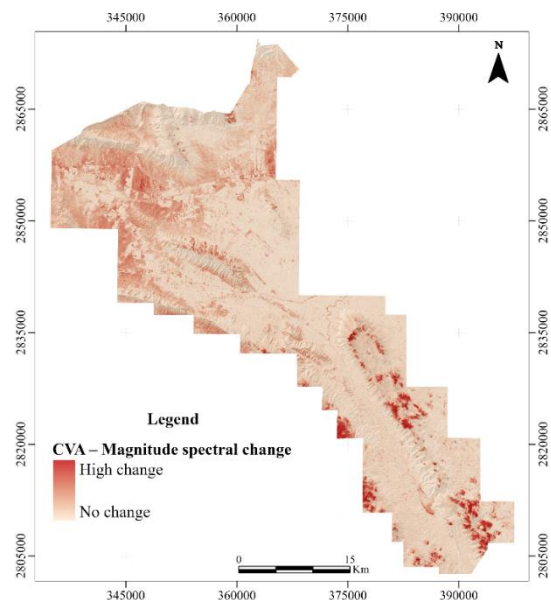 345000 360000 375000 390000
N
2865000 2865000
2850000 2850000
2835000 2835000
2820000 2820000
2805000 2805000
Legend
CVA – Magnitude spectral change
High change
No change
0 15
Km
345000 360000 375000 390000